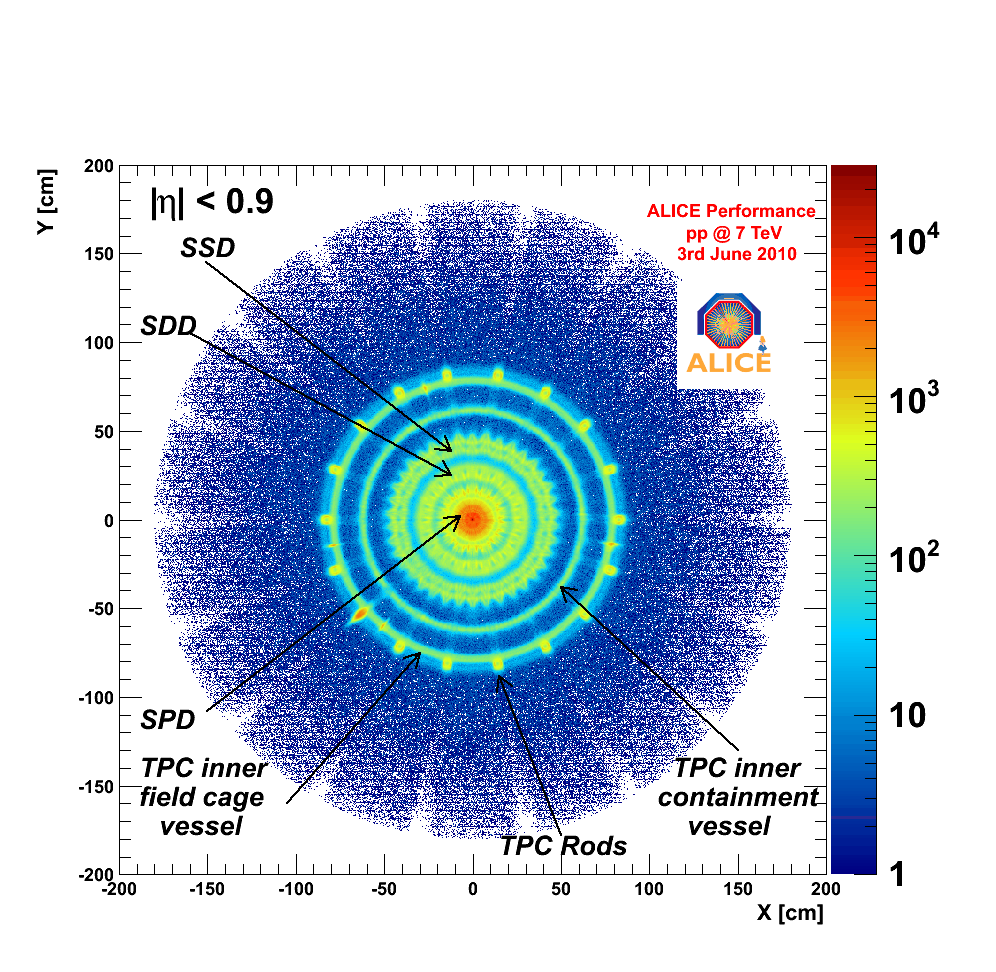 |η| < 0.9
ALICE Performance
pp @ 7 TeV
3rd June 2010
ALICE
SSD
SDD
SPD
TPC inner
field cage
vessel
TPC Rods
TPC inner
containment
vessel
Y [cm]
200
150
100
50
0
-50
-100
-150
-200
-200 -150 -100 -50 0 50 100 150 200
X [cm]
10⁴
10³
10²
10
1